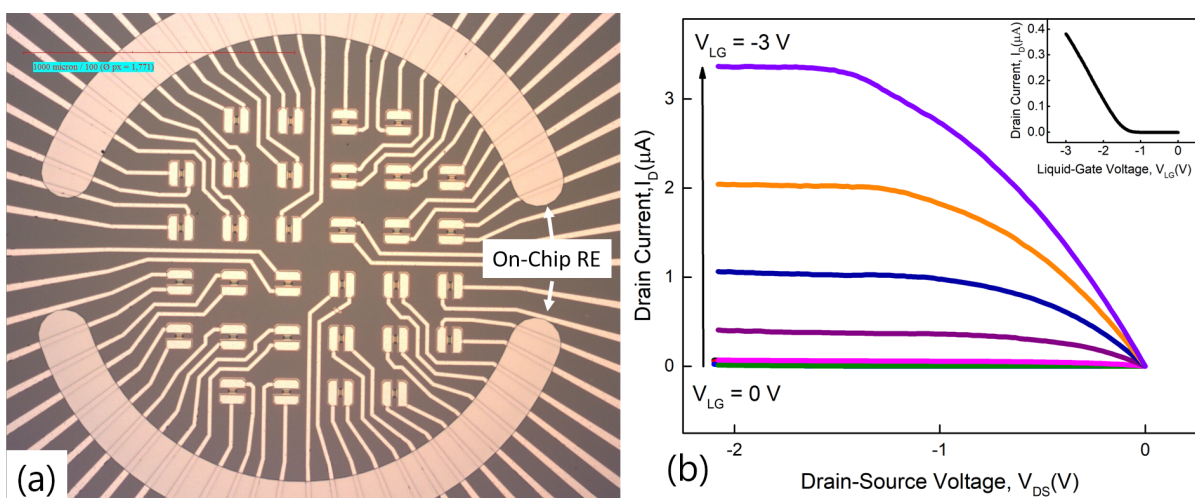 1000 micron / 100 (Ø px = 1,771)
On-Chip RE
(a)
V_LG = -3 V
V_LG = 0 V
Drain Current,I_D(µA)
3
2
1
0
-2
-1
0
Drain-Source Voltage, V_DS(V)
Drain Current, I_D(µA)
0.4
0.3
0.2
0.1
0.0
-3
-2
-1
0
Liquid-Gate Voltage, V_LG(V)
(b)